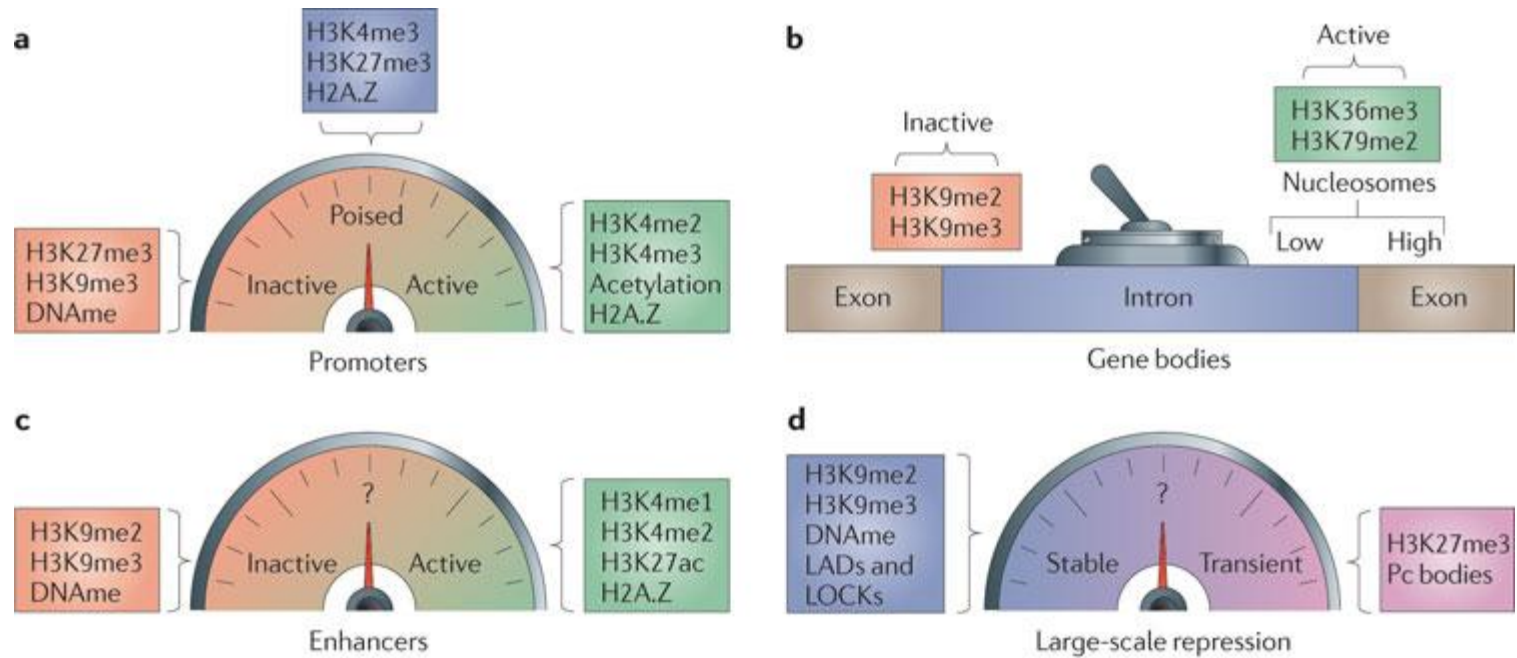 a
H3K4me3
H3K27me3
H2A.Z
Poised
Inactive
Active
H3K27me3
H3K9me3
DNAme
H3K4me2
H3K4me3
Acetylation
H2A.Z
Promoters
b
Inactive
H3K9me2
H3K9me3
Active
H3K36me3
H3K79me2
Nucleosomes
Low
High
Exon
Intron
Exon
Gene bodies
c
H3K9me2
H3K9me3
DNAme
?
Inactive
Active
H3K4me1
H3K4me2
H3K27ac
H2A.Z
Enhancers
d
H3K9me2
H3K9me3
DNAme
LADs and
LOCKs
?
Stable
Transient
H3K27me3
Pc bodies
Large-scale repression